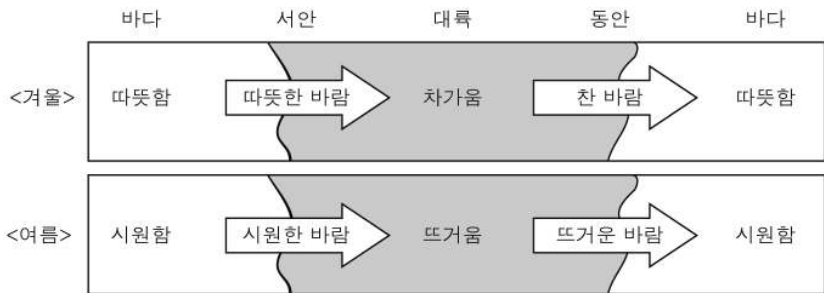 바다 서안 대륙 동안 바다
<겨울> 따뜻함 따뜻한 바람 차가움 찬 바람 따뜻함
<여름> 시원함 시원한 바람 뜨거움 뜨거운 바람 시원함